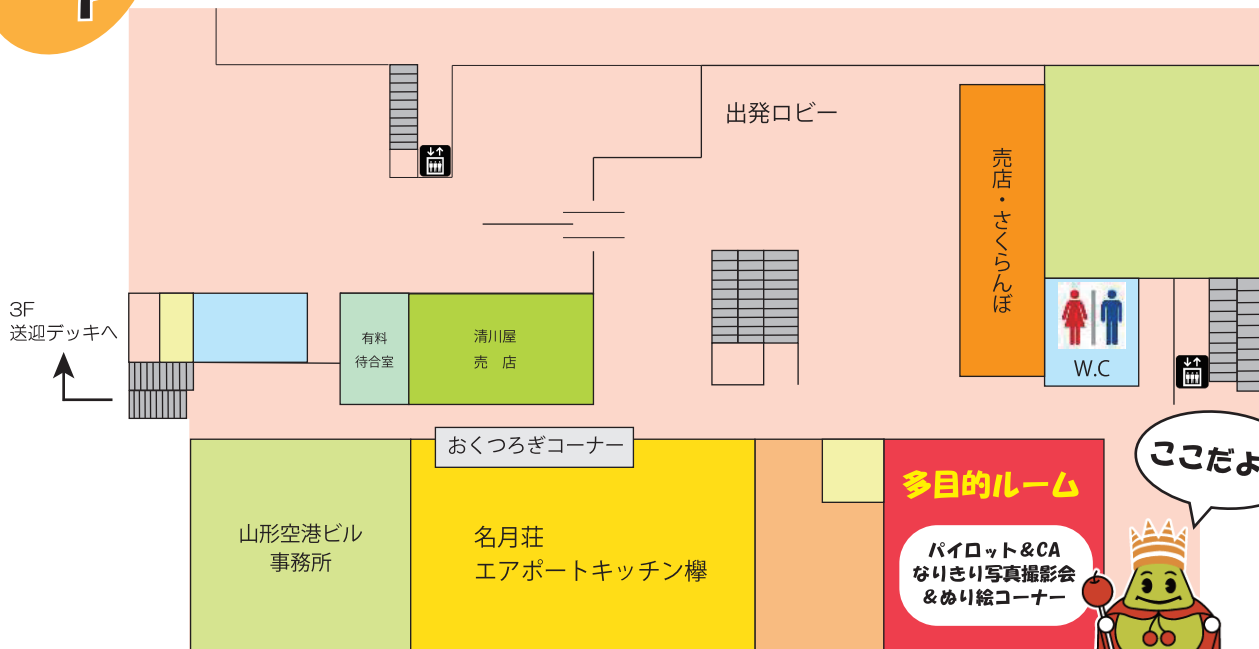 出発ロビー
売店・さくらんぼ
3F
送迎デッキへ
有料
待合室
清川屋
売 店
W.C
おくつろぎコーナー
ここだよ
山形空港ビル
事務所
名月荘
エアポートキッチン欅
多目的ルーム
パイロット&CA
なりきり写真撮影会
&ぬり絵コーナー